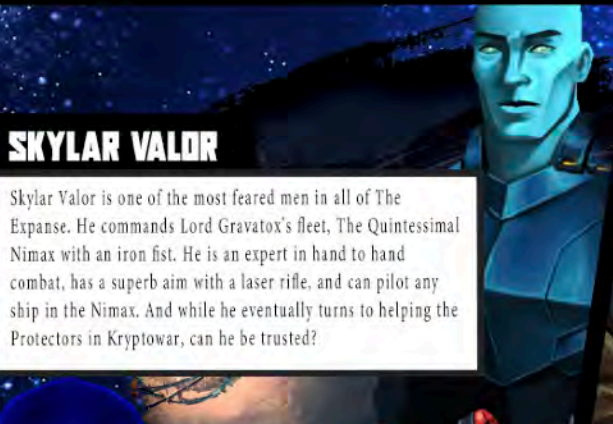 SKYLAR VALOR
Skylar Valor is one of the most feared men in all of The
Expanse. He commands Lord Gravatox's fleet, The Quintessimal
Nimax with an iron fist. He is an expert in hand to hand
combat, has a superb aim with a laser rifle, and can pilot any
ship in the Nimax. And while he eventually turns to helping the
Protectors in Kryptowar, can he be trusted?